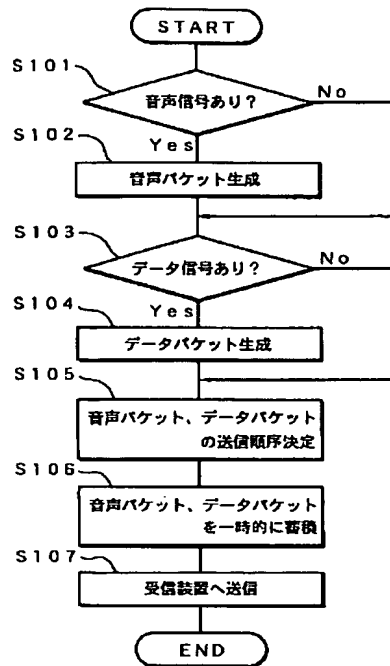 START
S101
音声信号あり?
No
Yes
S102
音声パケット生成
S103
データ信号あり?
No
Yes
S104
データパケット生成
S105
音声パケット、データパケット
の送信順序決定
S106
音声パケット、データパケット
を一時的に蓄積
S107
受信装置へ送信
END